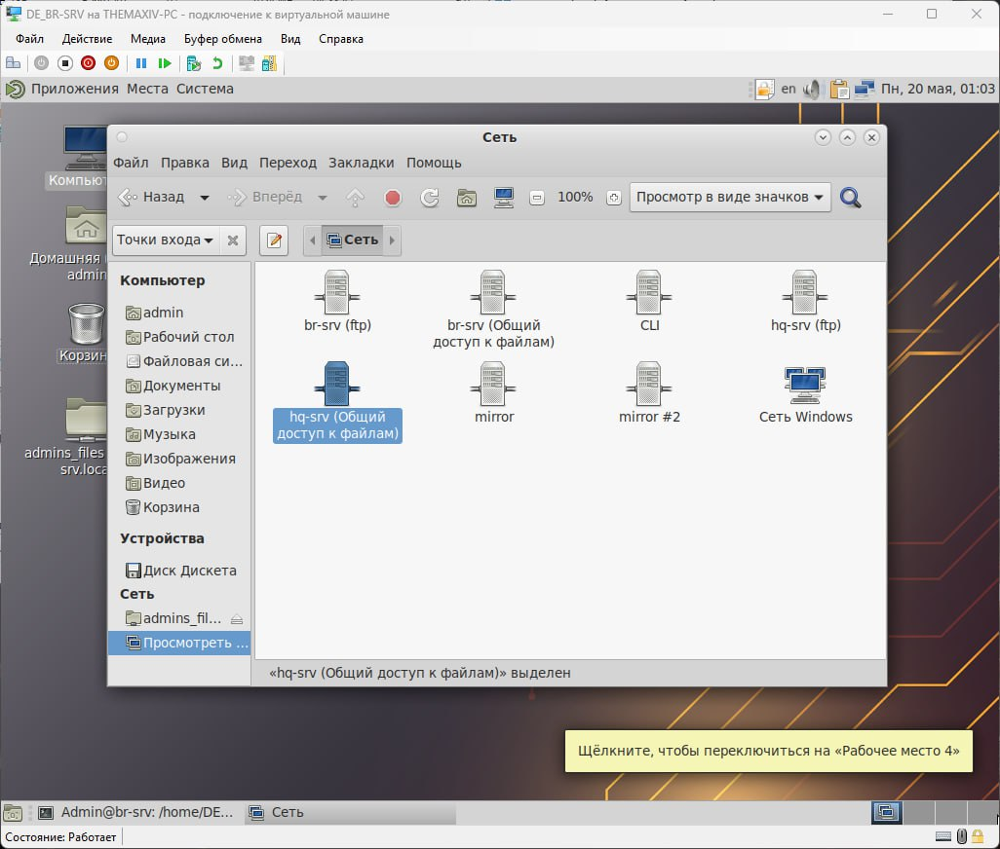 DE_BR-SRV на THEMAXIV-PC - подключение к виртуальной машине
Файл Действие Медиа Буфер обмена Вид Справка
Приложения Места Система en Пн, 20 мая, 01:03
Компьют
Домашняя
admin
Корзин
admins_files
srv.loca
Сеть
Файл Правка Вид Переход Закладки Помощь
Назад Вперёд 100% Просмотр в виде значков
Точки входа Сеть
Компьютер
admin
Рабочий стол
Файловая си...
Документы
Загрузки
Музыка
Изображения
Видео
Корзина
Устройства
Диск Дискета
Сеть
admins_fil...
Просмотреть ...
br-srv (ftp)
br-srv (Общий
доступ к файлам)
CLI
hq-srv (ftp)
hq-srv (Общий
доступ к файлам)
mirror
mirror #2
Сеть Windows
«hq-srv (Общий доступ к файлам)» выделен
Щёлкните, чтобы переключиться на «Рабочее место 4»
Admin@br-srv: /home/DE... Сеть
Состояние: Работает